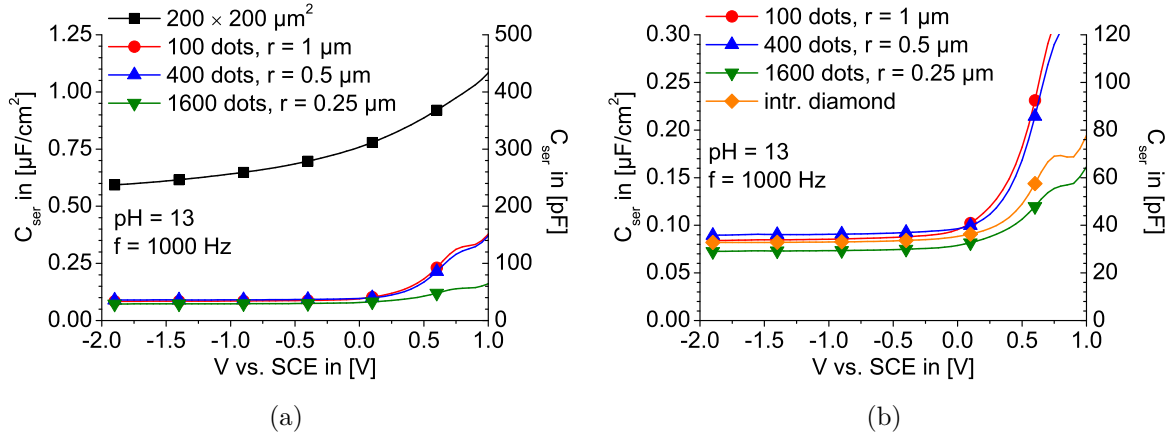 200 × 200 µm²
100 dots, r = 1 µm
400 dots, r = 0.5 µm
1600 dots, r = 0.25 µm
pH = 13
f = 1000 Hz
1.25
1.00
0.75
0.50
0.25
0.00
500
400
300
200
100
0
-2.0 -1.5 -1.0 -0.5 0.0 0.5 1.0
C_ser in [µF/cm²]
C_ser in [pF]
V vs. SCE in [V]
(a)
100 dots, r = 1 µm
400 dots, r = 0.5 µm
1600 dots, r = 0.25 µm
intr. diamond
pH = 13
f = 1000 Hz
0.30
0.25
0.20
0.15
0.10
0.05
0.00
120
100
80
60
40
20
0
-2.0 -1.5 -1.0 -0.5 0.0 0.5 1.0
C_ser in [µF/cm²]
C_ser in [pF]
V vs. SCE in [V]
(b)